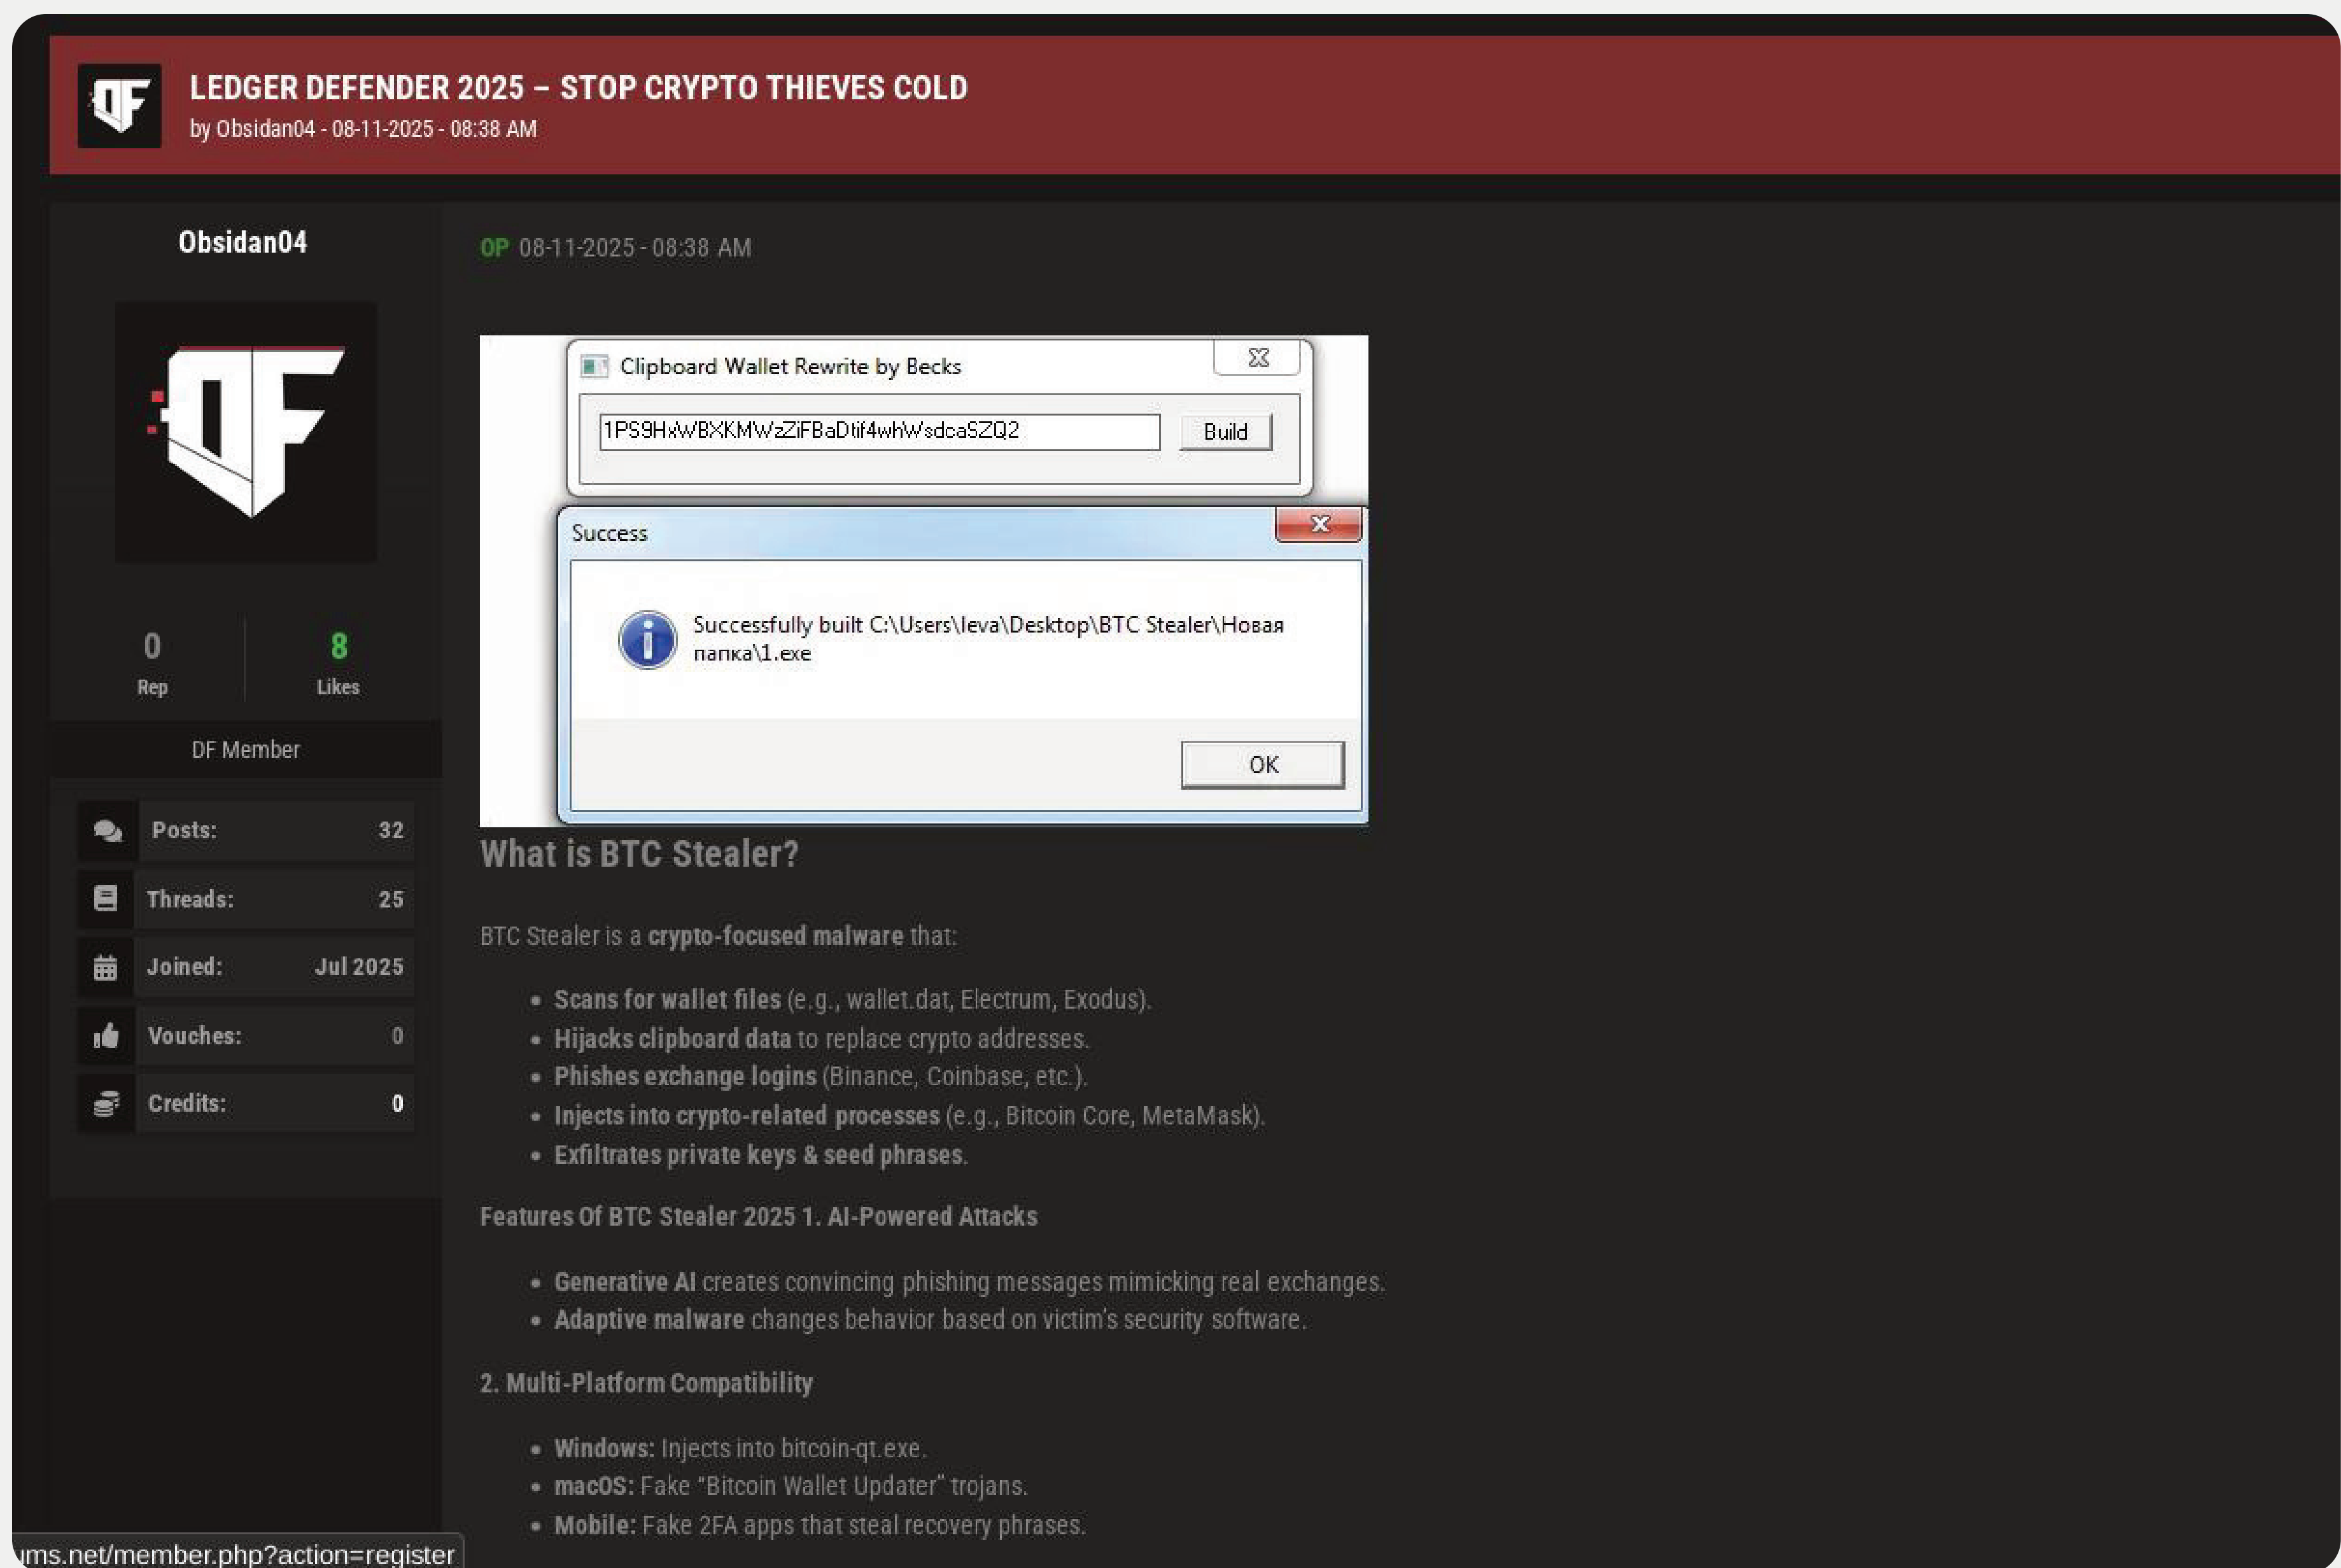 LEDGER DEFENDER 2025 – STOP CRYPTO THIEVES COLD
by Obsidan04 - 08-11-2025 - 08:38 AM
Obsidan04
0
Rep
8
Likes
DF Member
Posts: 32
Threads: 25
Joined: Jul 2025
Vouches: 0
Credits: 0
OP 08-11-2025 - 08:38 AM
Clipboard Wallet Rewrite by Becks
1PS9HxWBXKMWzZiFBaDtif4whWsdcaSZQ2
Build
Success
Successfully built C:\Users\leva\Desktop\BTC Stealer\Новая
папка\1.exe
OK
What is BTC Stealer?
BTC Stealer is a crypto-focused malware that:
• Scans for wallet files (e.g., wallet.dat, Electrum, Exodus).
• Hijacks clipboard data to replace crypto addresses.
• Phishes exchange logins (Binance, Coinbase, etc.).
• Injects into crypto-related processes (e.g., Bitcoin Core, MetaMask).
• Exfiltrates private keys & seed phrases.
Features Of BTC Stealer 2025 1. AI-Powered Attacks
• Generative AI creates convincing phishing messages mimicking real exchanges.
• Adaptive malware changes behavior based on victim's security software.
2. Multi-Platform Compatibility
• Windows: Injects into bitcoin-qt.exe.
• macOS: Fake “Bitcoin Wallet Updater” trojans.
• Mobile: Fake 2FA apps that steal recovery phrases.
ums.net/member.php?action=register